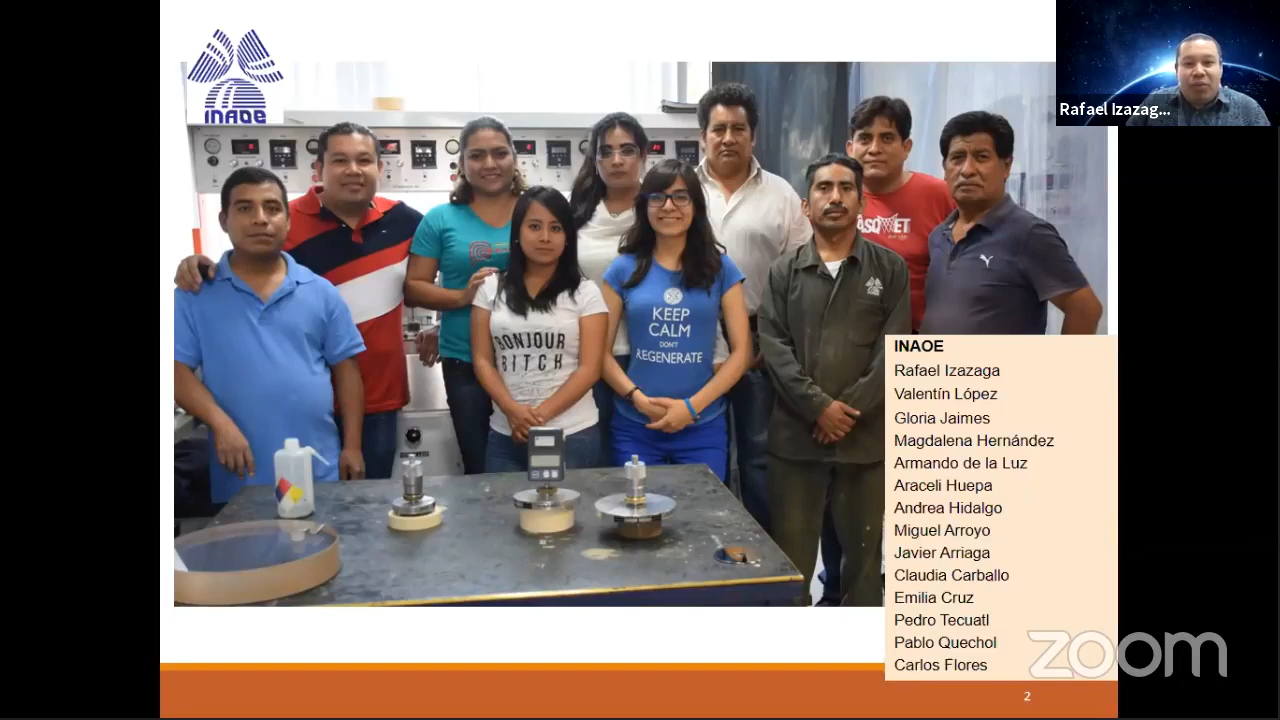 INAOE
Rafael Izazag...
ASQWET
KEEP
CALM
DON'T
REGENERATE
BONJOUR
BITCH
INAOE
Rafael Izazaga
Valentín López
Gloria Jaimes
Magdalena Hernández
Armando de la Luz
Araceli Huepa
Andrea Hidalgo
Miguel Arroyo
Javier Arriaga
Claudia Carballo
Emilia Cruz
Pedro Tecuatl
Pablo Quechol
Carlos Flores
zoom
2